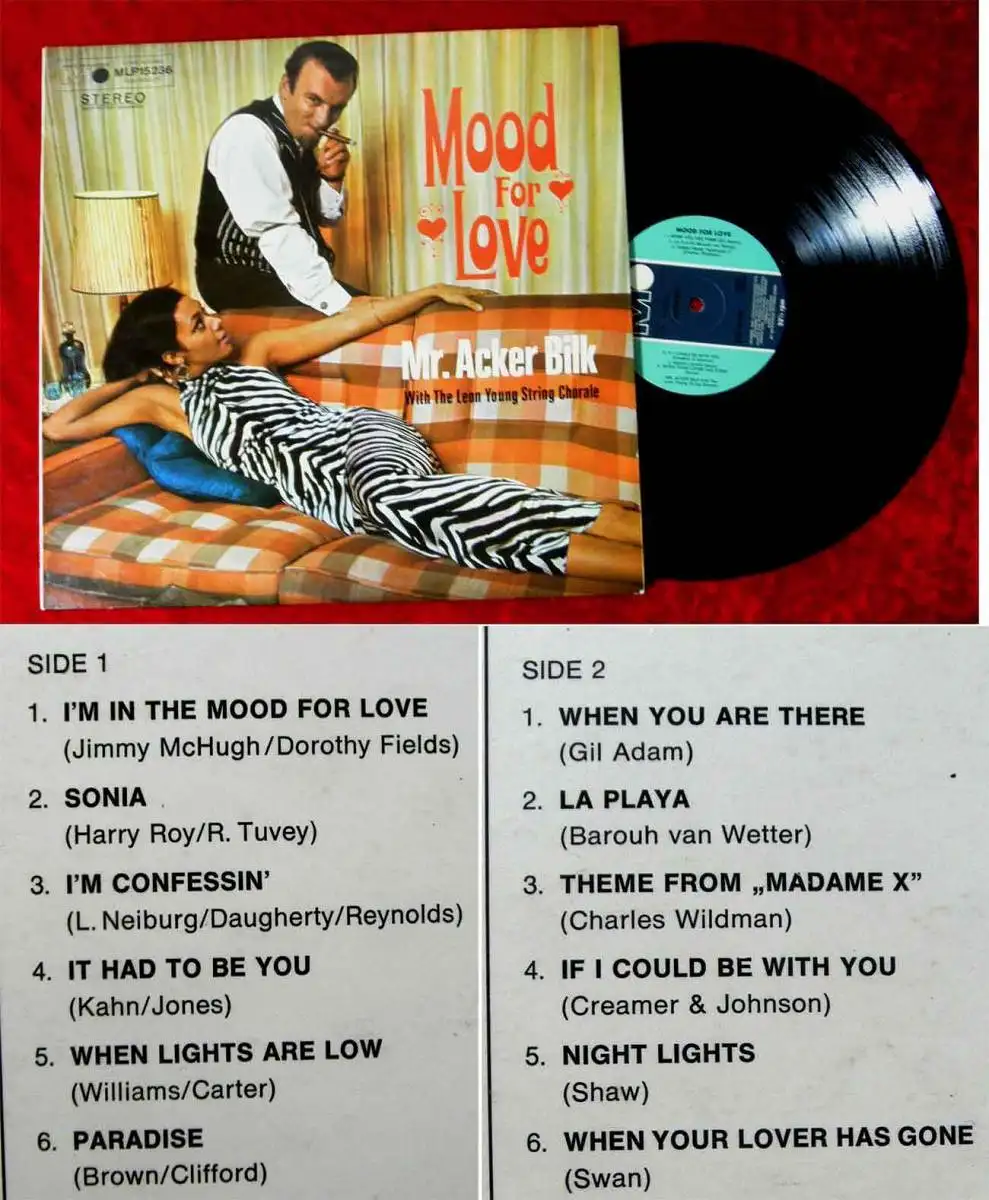 MLP15236
STEREO
Mood
For
Love
Mr. Acker Bilk
With The Leon Young String Chorale
MOOD FOR LOVE
SIDE 1
1. I'M IN THE MOOD FOR LOVE
(Jimmy McHugh/Dorothy Fields)
2. SONIA
(Harry Roy/R. Tuvey)
3. I'M CONFESSIN'
(L. Neiburg/Daugherty/Reynolds)
4. IT HAD TO BE YOU
(Kahn/Jones)
5. WHEN LIGHTS ARE LOW
(Williams/Carter)
6. PARADISE
(Brown/Clifford)
SIDE 2
1. WHEN YOU ARE THERE
(Gil Adam)
2. LA PLAYA
(Barouh van Wetter)
3. THEME FROM „MADAME X”
(Charles Wildman)
4. IF I COULD BE WITH YOU
(Creamer & Johnson)
5. NIGHT LIGHTS
(Shaw)
6. WHEN YOUR LOVER HAS GONE
(Swan)